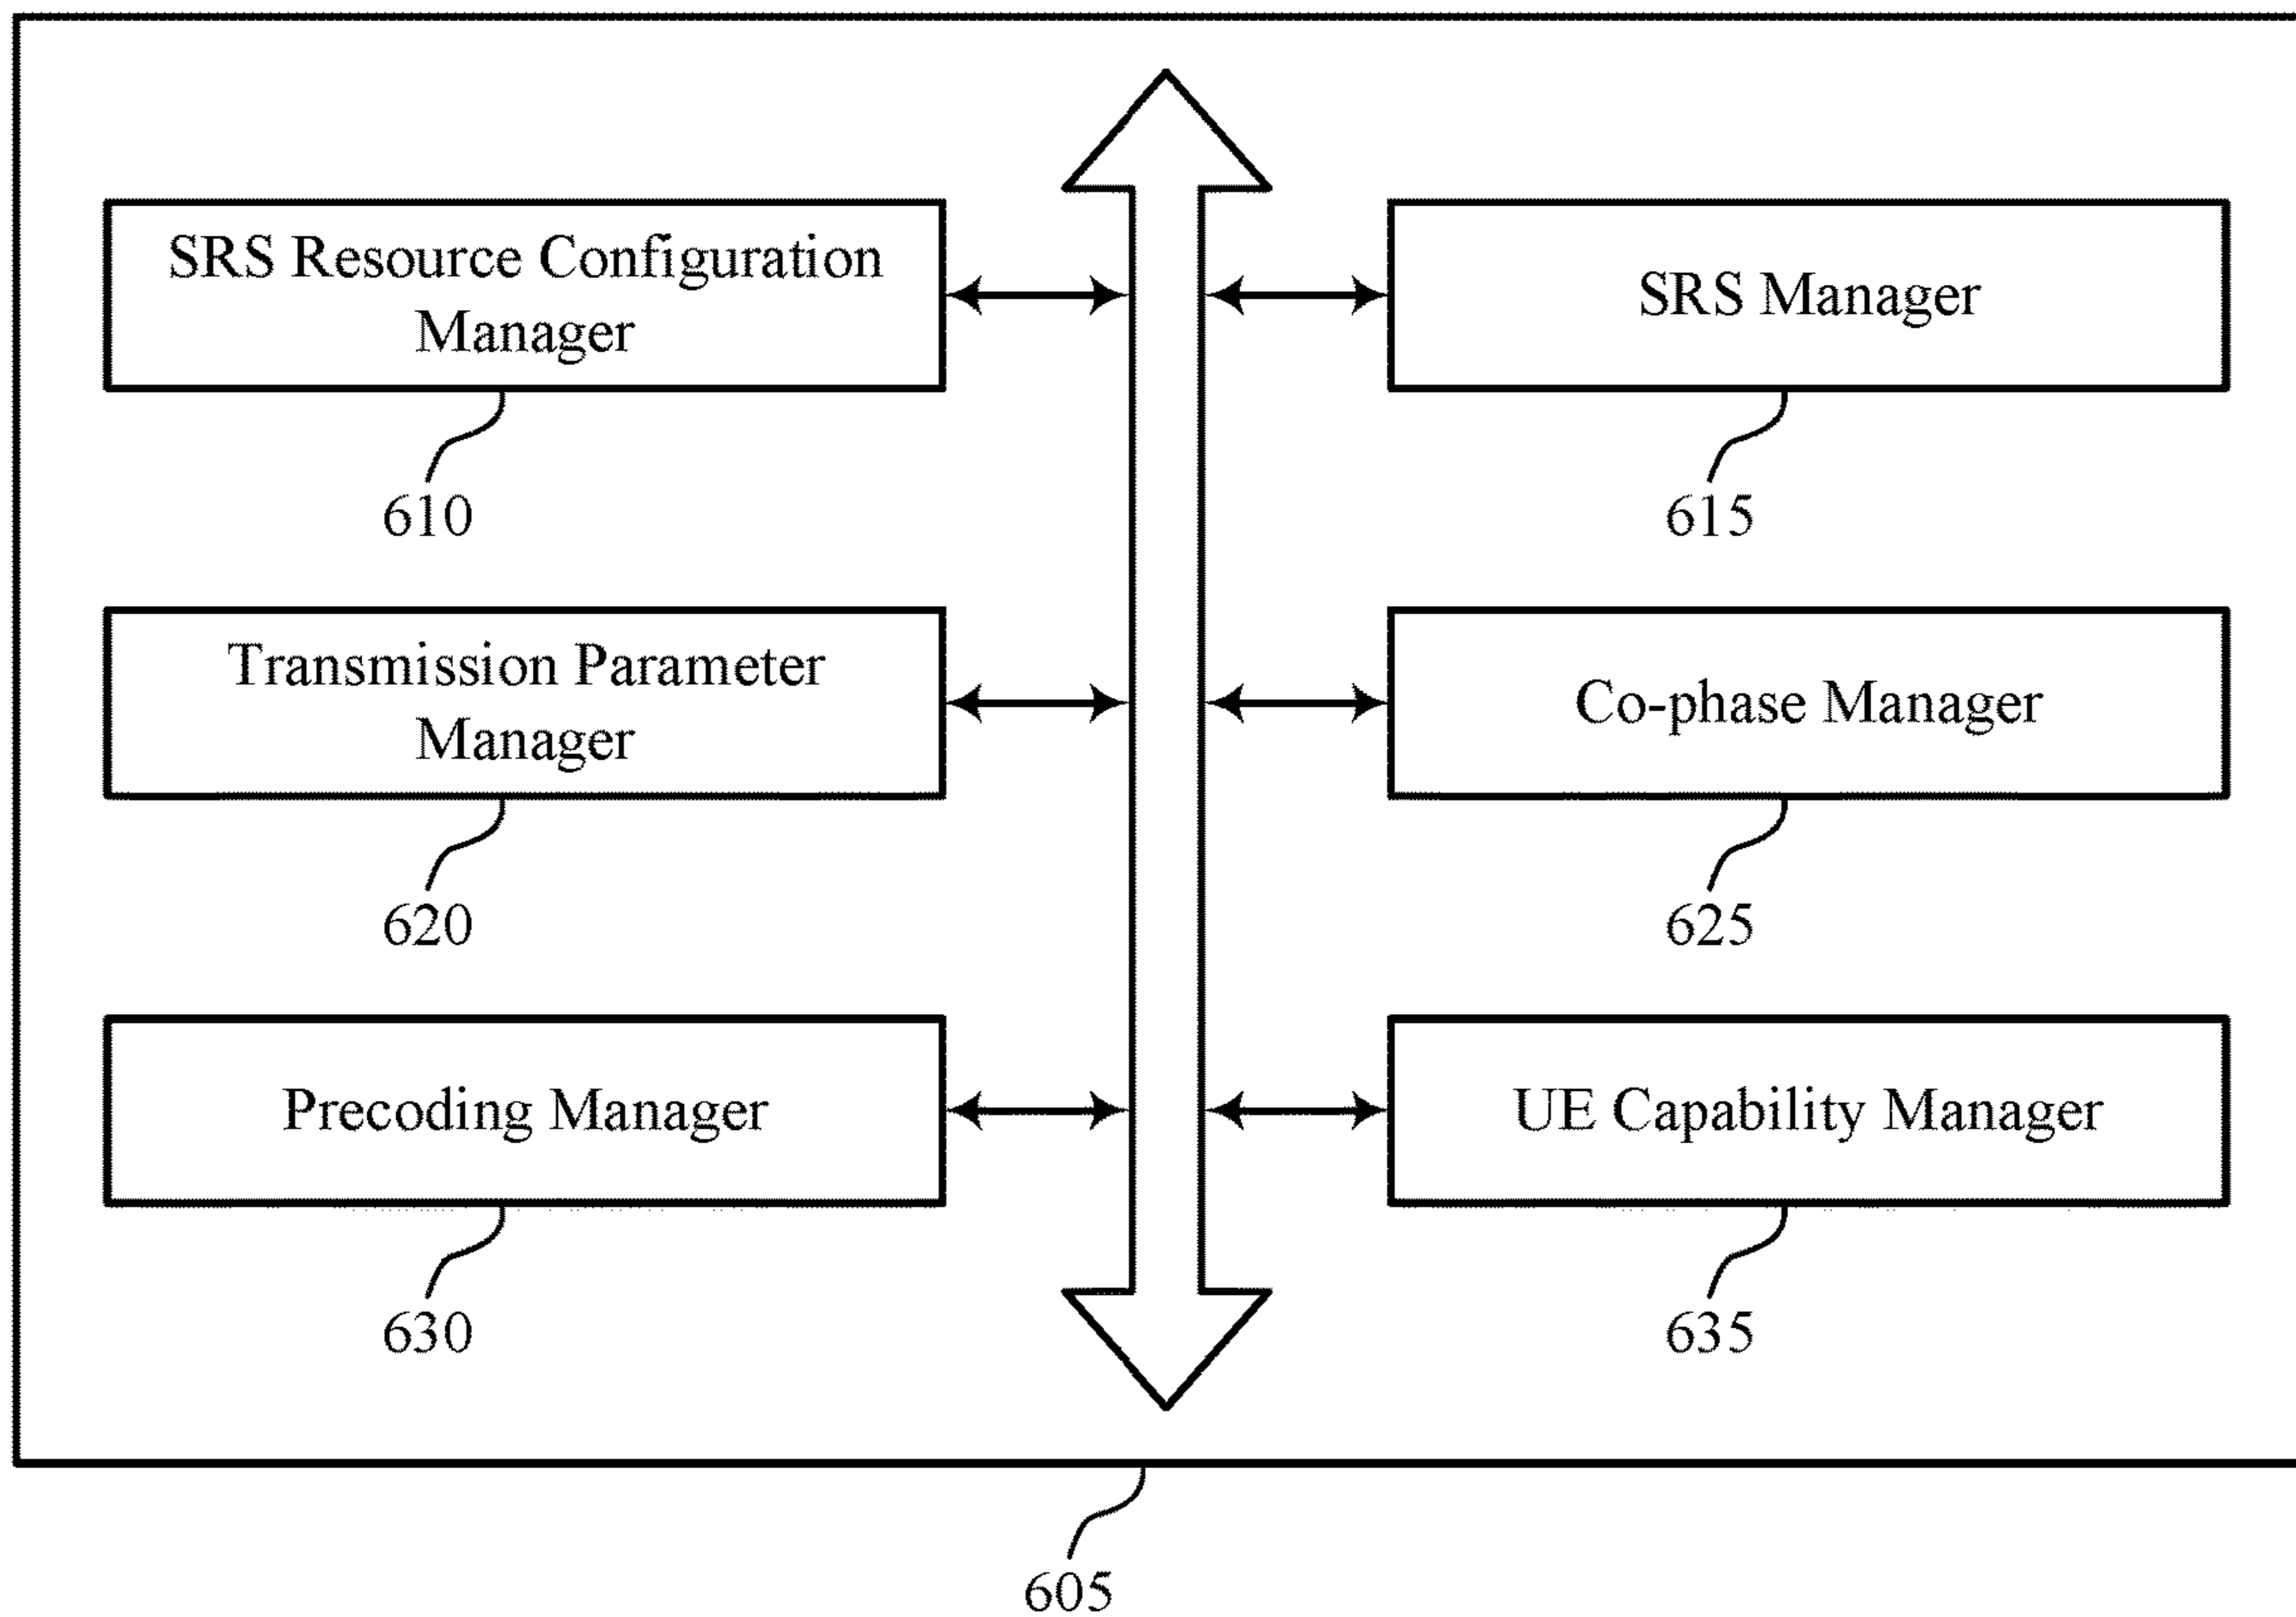 SRS Resource Configuration
Manager
610
SRS Manager
615
Transmission Parameter
Manager
620
Co-phase Manager
625
Precoding Manager
630
UE Capability Manager
635
605